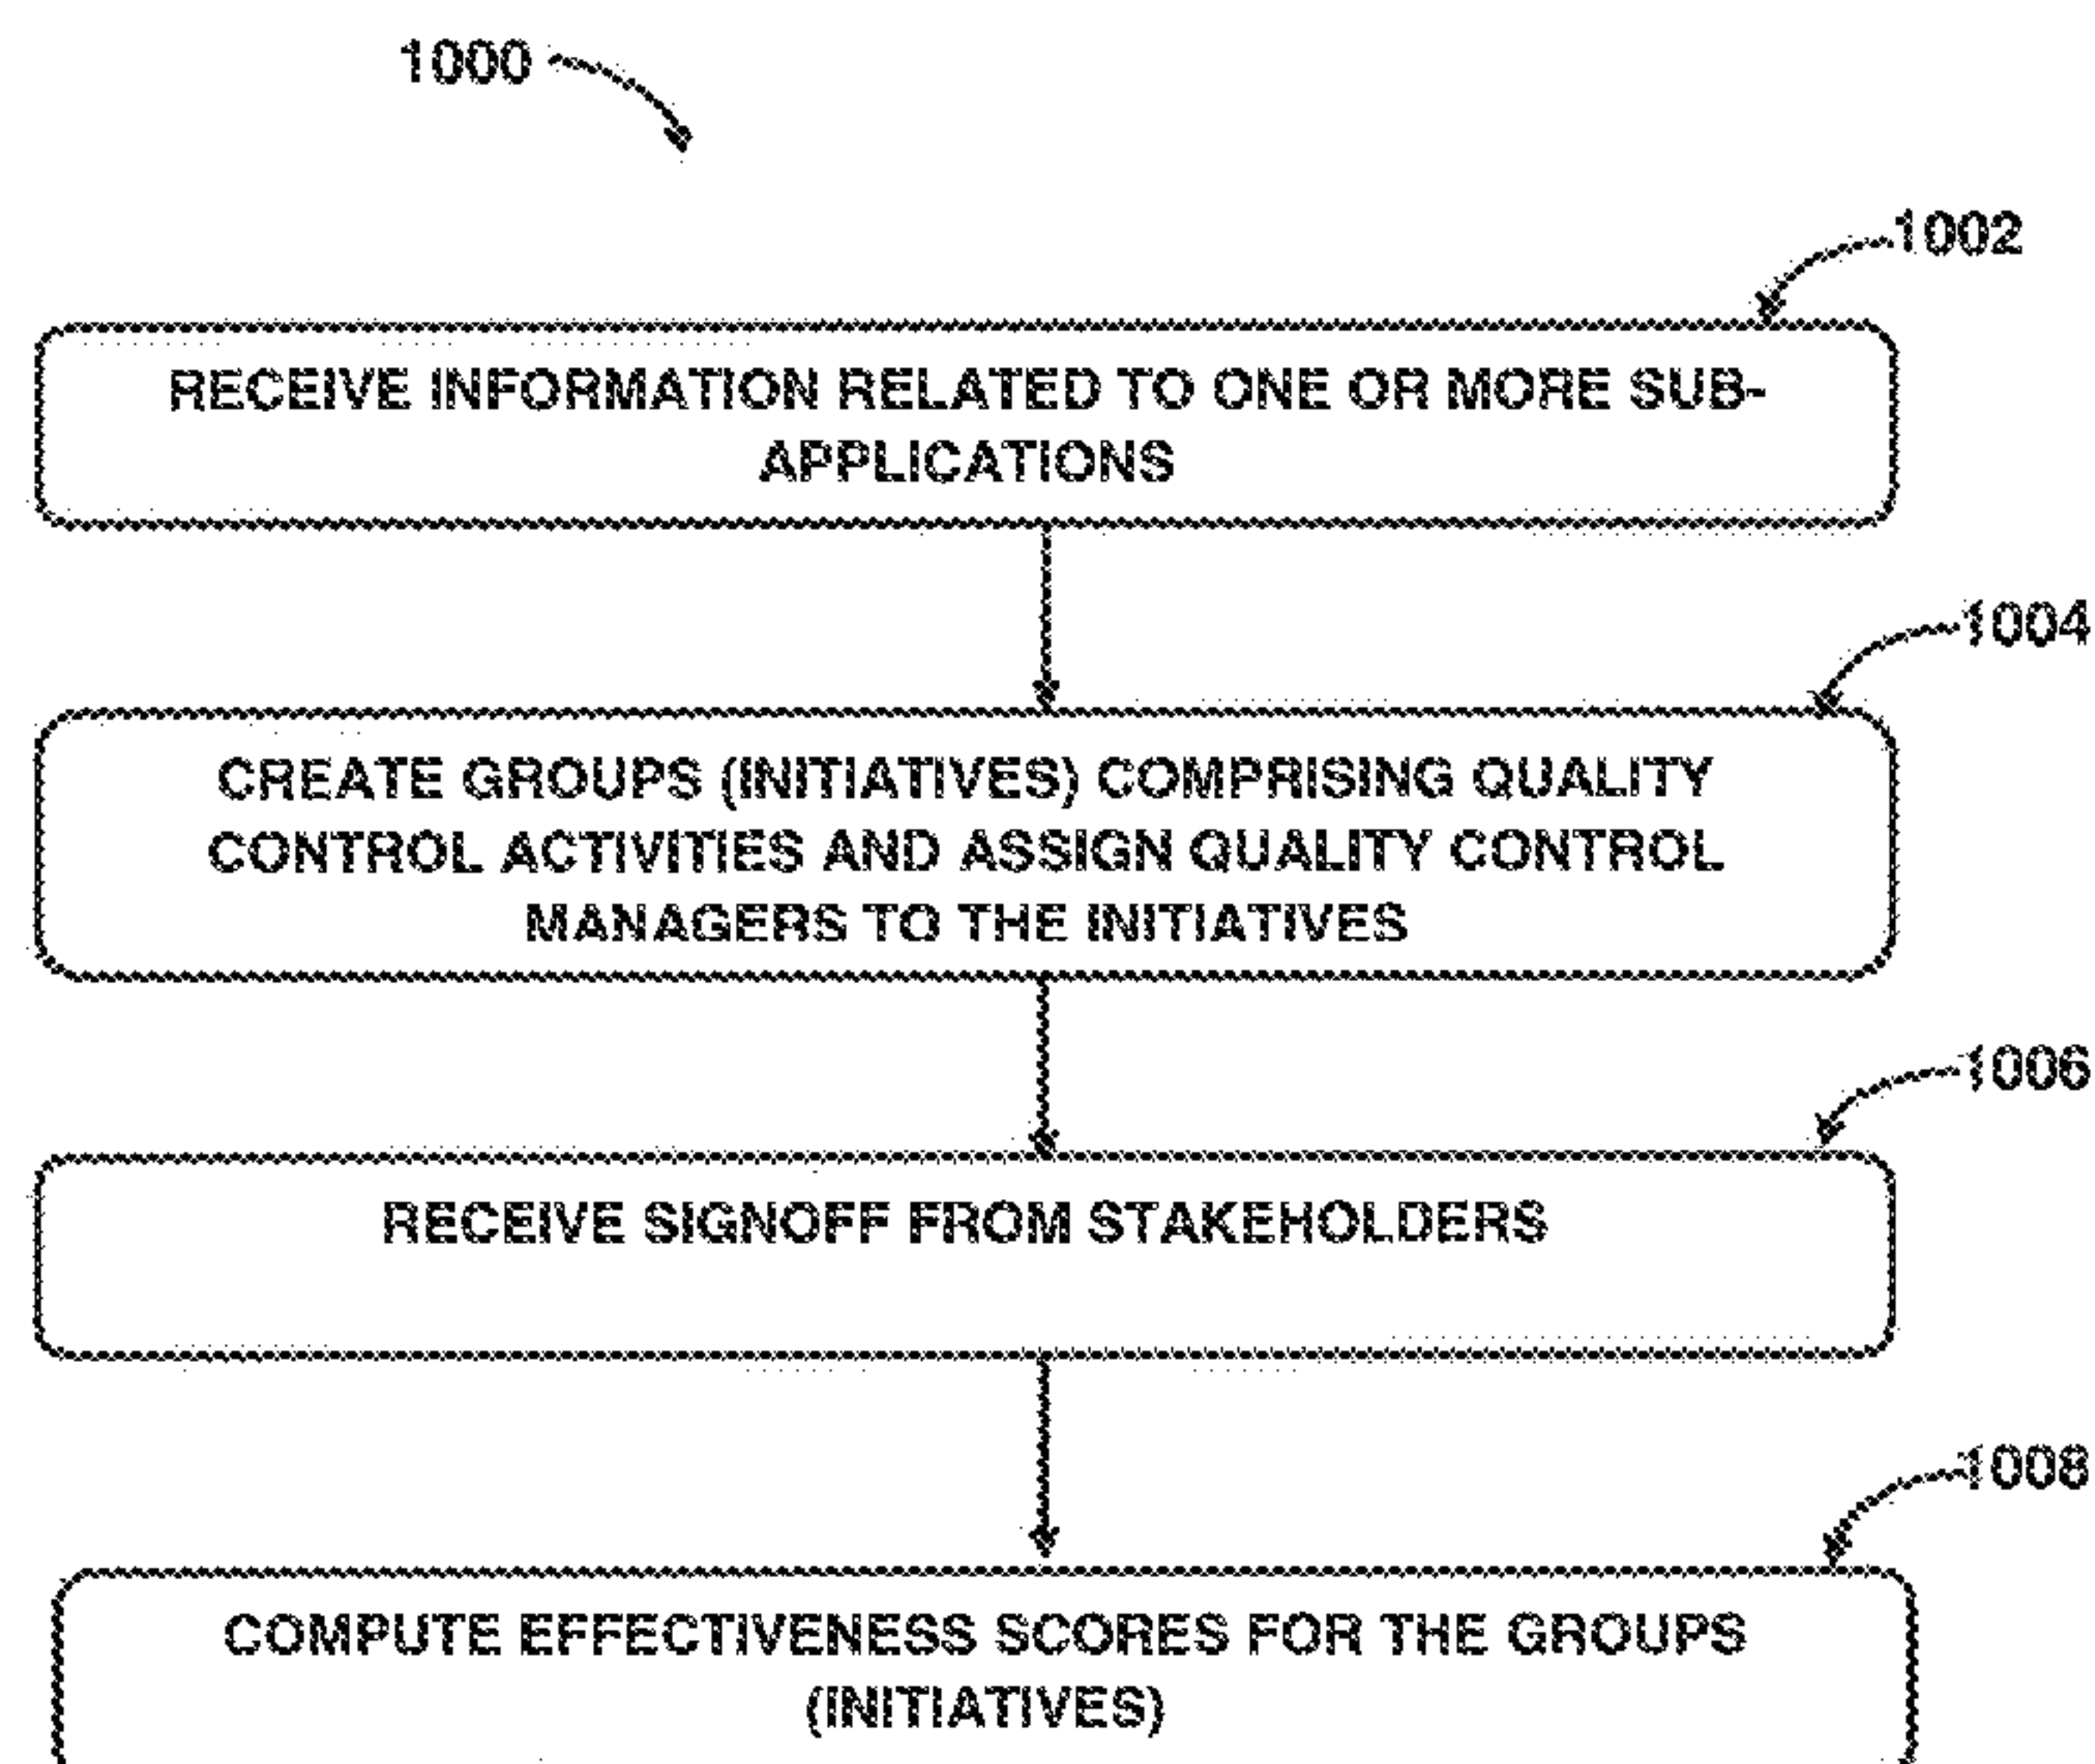 1000
1002
RECEIVE INFORMATION RELATED TO ONE OR MORE SUB-
APPLICATIONS
1004
CREATE GROUPS (INITIATIVES) COMPRISING QUALITY
CONTROL ACTIVITIES AND ASSIGN QUALITY CONTROL
MANAGERS TO THE INITIATIVES
1006
RECEIVE SIGNOFF FROM STAKEHOLDERS
1008
COMPUTE EFFECTIVENESS SCORES FOR THE GROUPS
(INITIATIVES)